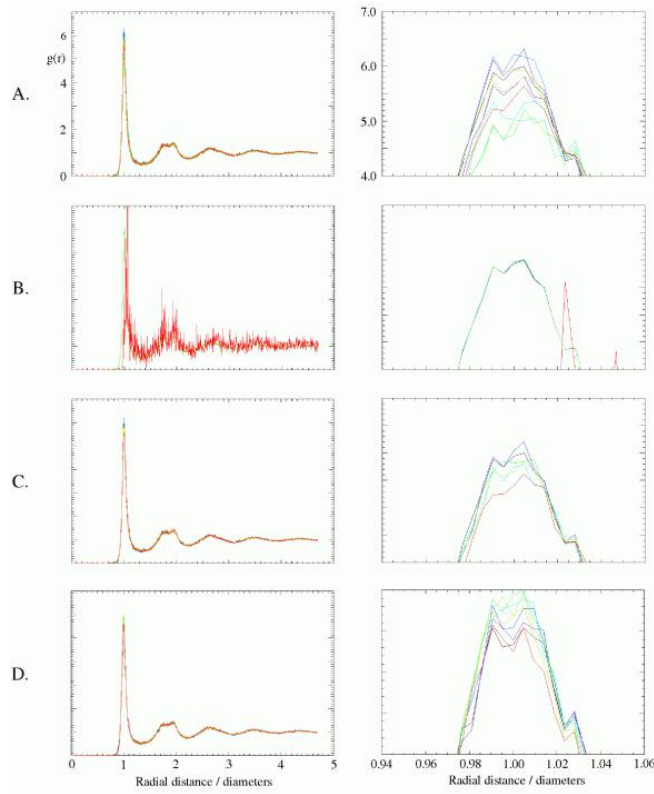 6
g(r)
4
2
0
A.
7.0
6.0
5.0
4.0
B.
C.
D.
0 1 2 3 4 5
Radial distance / diameters
0.94 0.96 0.98 1.00 1.02 1.04 1.06
Radial distance / diameters